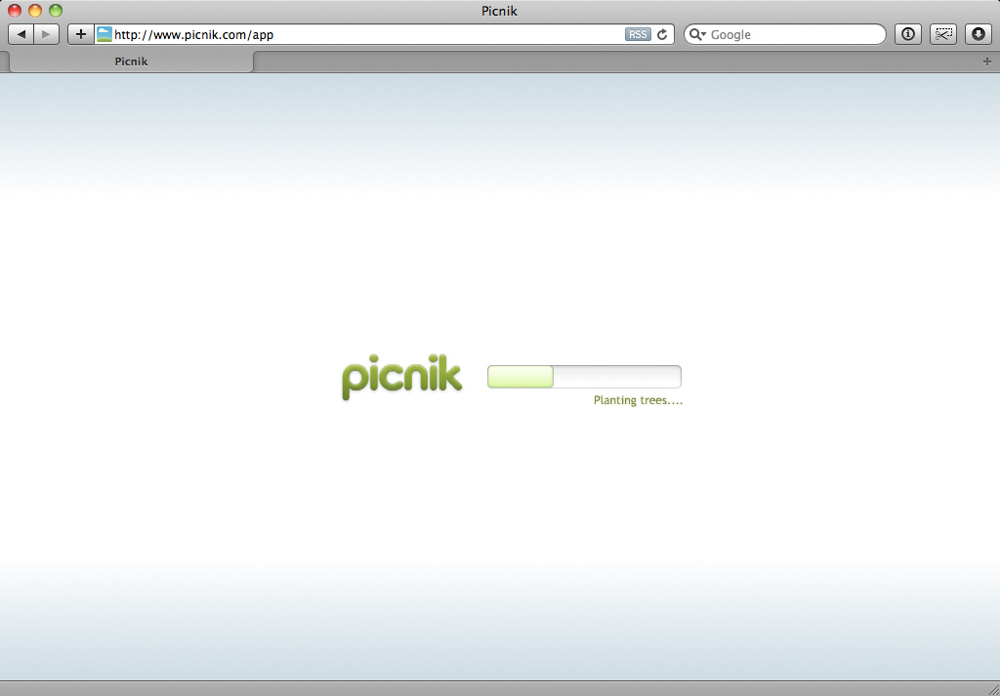 Picnik
http://www.picnik.com/app
RSS
Google
Picnik
picnik
Planting trees....